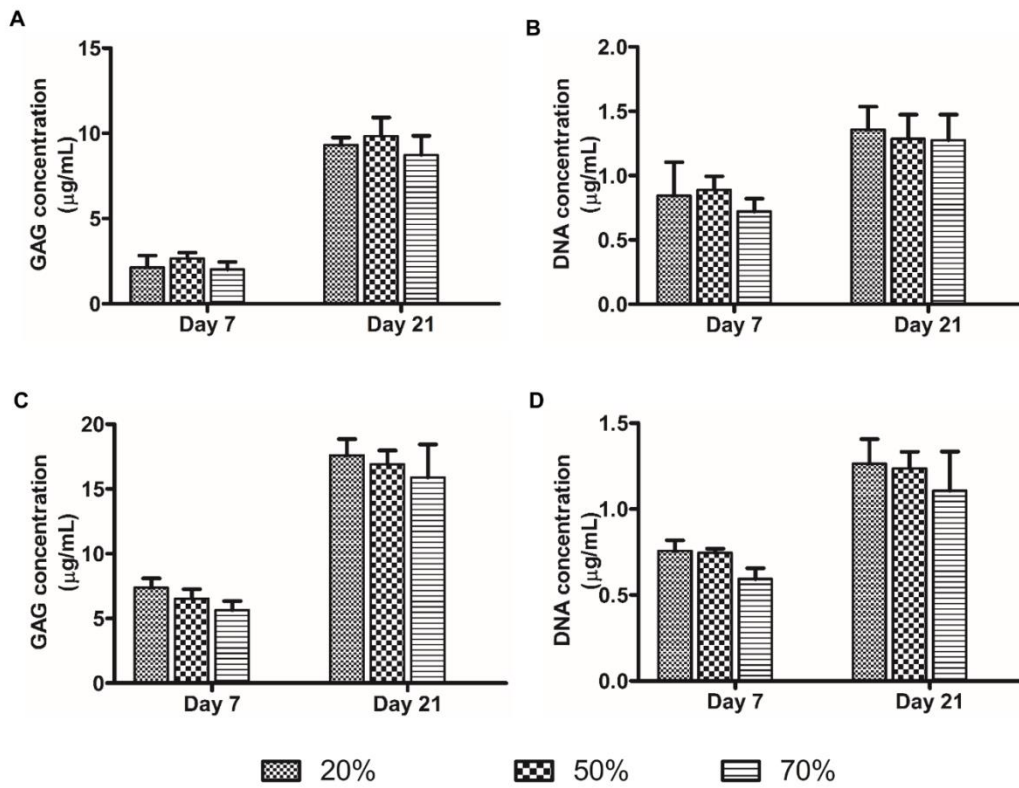 A
GAG concentration
(µg/mL)
15
10
5
0
Day 7
Day 21
B
DNA concentration
(µg/mL)
2.0
1.5
1.0
0.5
0.0
Day 7
Day 21
C
GAG concentration
(µg/mL)
20
15
10
5
0
Day 7
Day 21
D
DNA concentration
(µg/mL)
1.5
1.0
0.5
0.0
Day 7
Day 21
20%
50%
70%